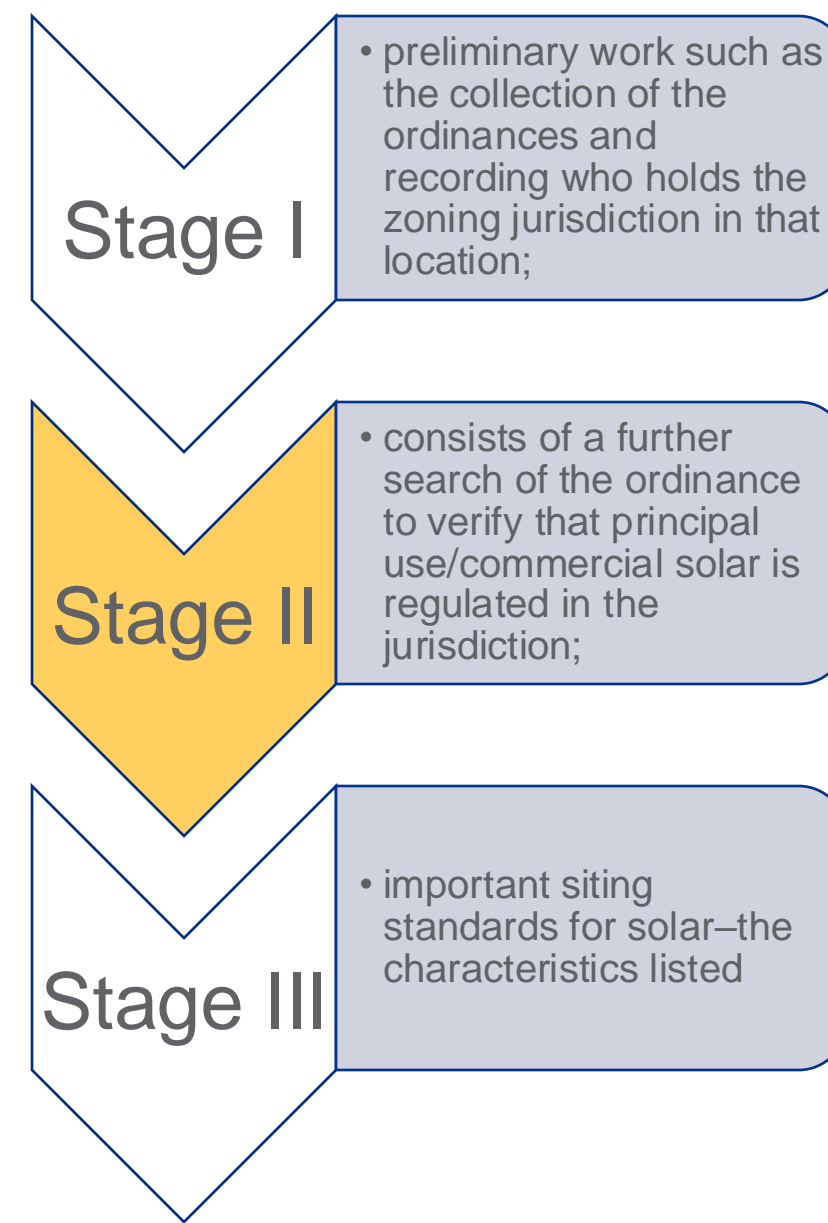 Stage I
• preliminary work such as
the collection of the
ordinances and
recording who holds the
zoning jurisdiction in that
location;
Stage II
• consists of a further
search of the ordinance
to verify that principal
use/commercial solar is
regulated in the
jurisdiction;
Stage III
• important siting
standards for solar–the
characteristics listed